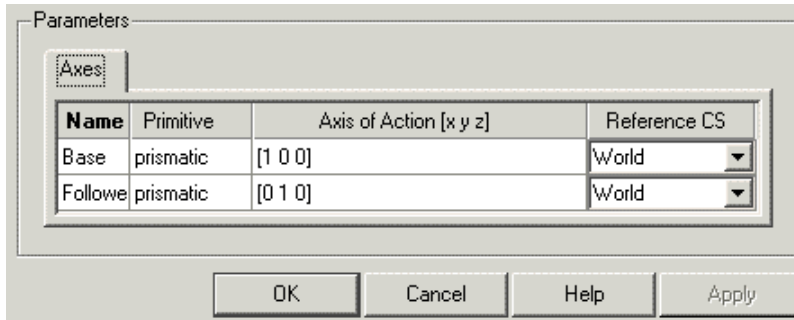 Parameters
Axes
Name Primitive Axis of Action [x y z] Reference CS
Base prismatic [1 0 0] World
Followe prismatic [0 1 0] World
OK Cancel Help Apply